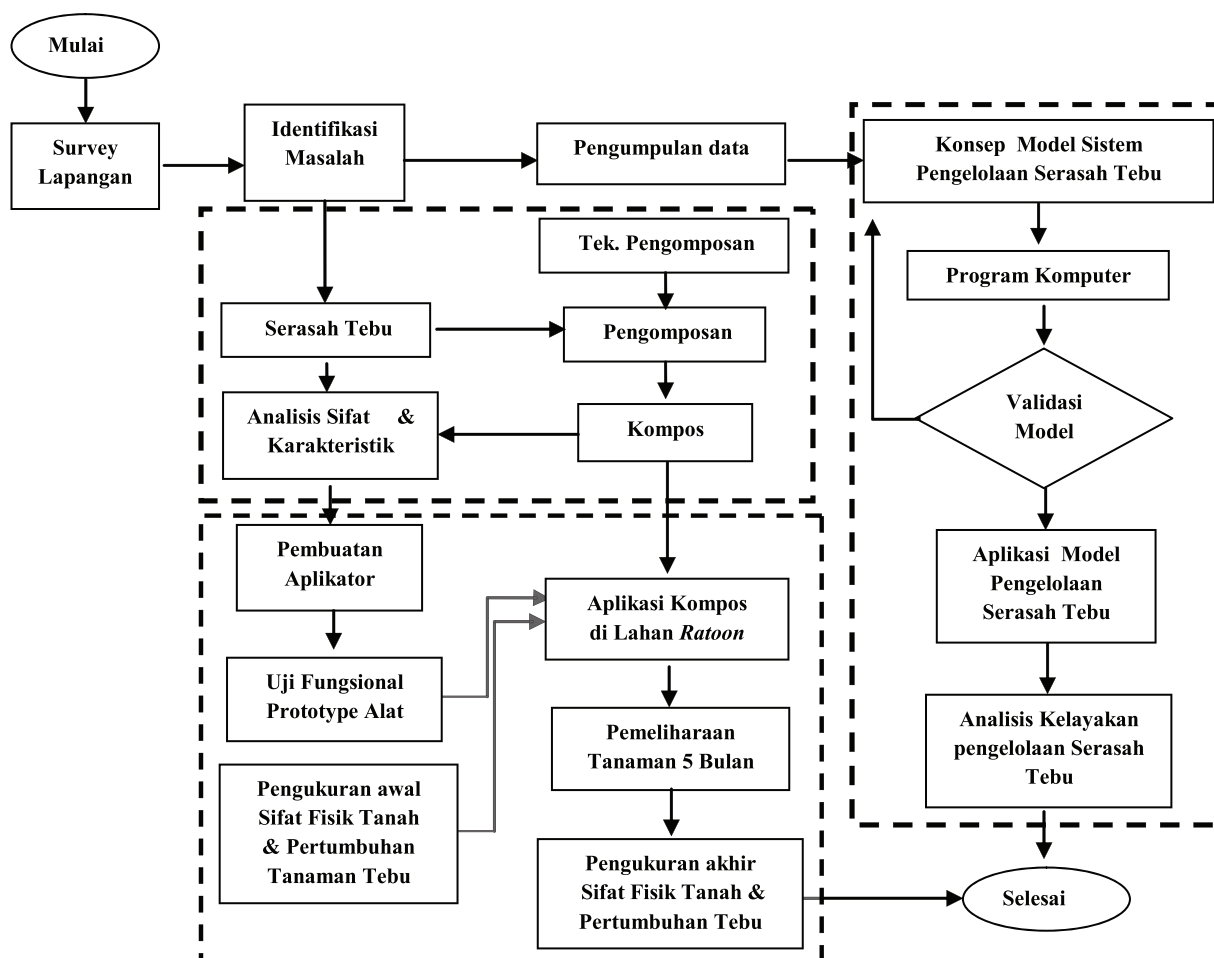 Mulai
Survey
Lapangan
Identifikasi
Masalah
Pengumpulan data
Konsep Model Sistem
Pengelolaan Serasah Tebu
Tek. Pengomposan
Program Komputer
Serasah Tebu
Pengomposan
Analisis Sifat &
Karakteristik
Kompos
Validasi
Model
Pembuatan
Aplikator
Aplikasi Kompos
di Lahan Ratoon
Aplikasi Model
Pengelolaan
Serasah Tebu
Uji Fungsional
Prototype Alat
Pemeliharaan
Tanaman 5 Bulan
Analisis Kelayakan
pengelolaan Serasah
Tebu
Pengukuran awal
Sifat Fisik Tanah
& Pertumbuhan
Tanaman Tebu
Pengukuran akhir
Sifat Fisik Tanah &
Pertumbuhan Tebu
Selesai